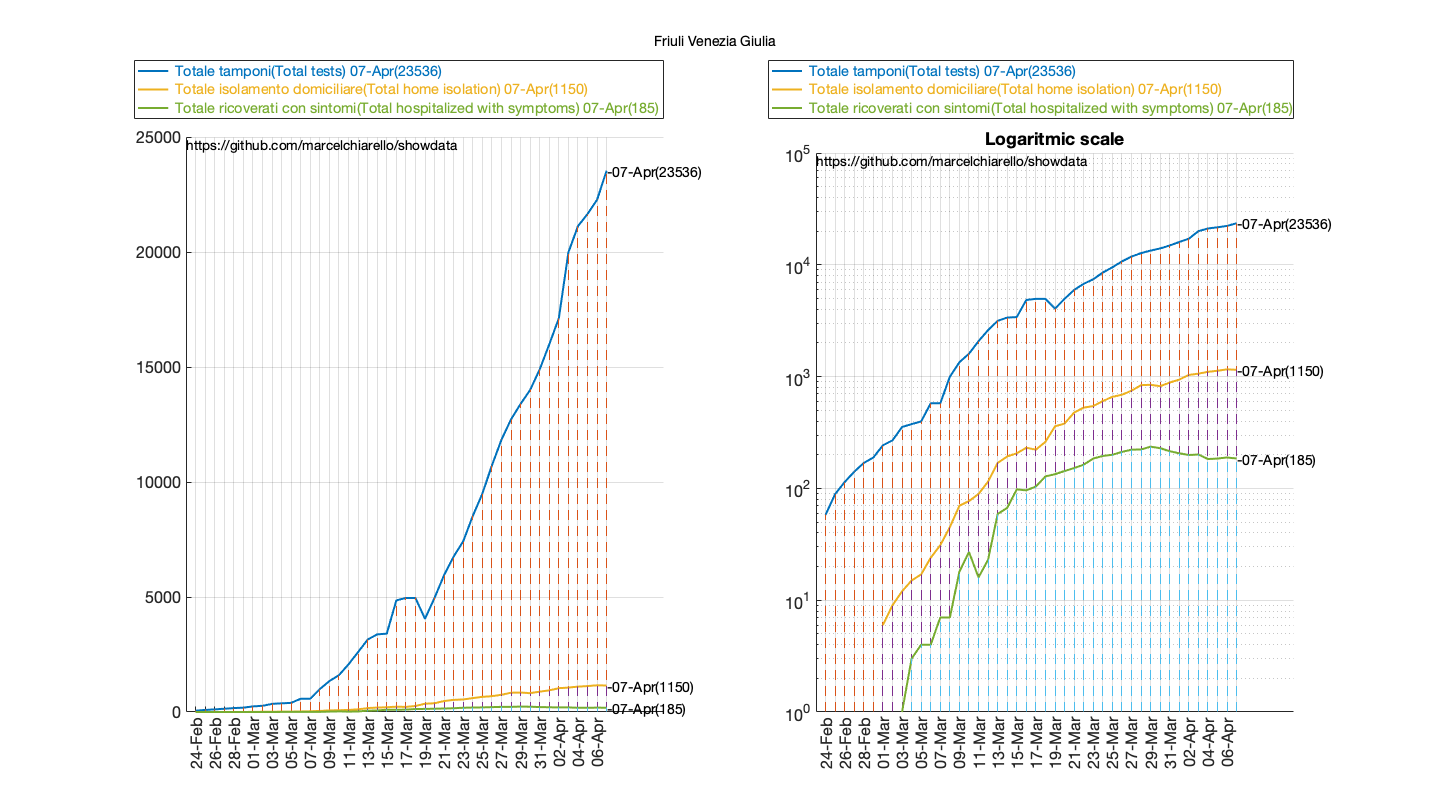 Friuli Venezia Giulia
Totale tamponi(Total tests) 07-Apr(23536)
Totale isolamento domiciliare(Total home isolation) 07-Apr(1150)
Totale ricoverati con sintomi(Total hospitalized with symptoms) 07-Apr(185)
25000
https://github.com/marcelchiarello/showdata
-07-Apr(23536)
20000
15000
10000
5000
-07-Apr(1150)
-07-Apr(185)
0
24-Feb
26-Feb
28-Feb
01-Mar
03-Mar
05-Mar
07-Mar
09-Mar
11-Mar
13-Mar
15-Mar
17-Mar
19-Mar
21-Mar
23-Mar
25-Mar
27-Mar
29-Mar
31-Mar
02-Apr
04-Apr
06-Apr
Totale tamponi(Total tests) 07-Apr(23536)
Totale isolamento domiciliare(Total home isolation) 07-Apr(1150)
Totale ricoverati con sintomi(Total hospitalized with symptoms) 07-Apr(185)
Logaritmic scale
10^5
https://github.com/marcelchiarello/showdata
-07-Apr(23536)
10^4
10^3
-07-Apr(1150)
-07-Apr(185)
10^2
10^1
10^0
24-Feb
26-Feb
28-Feb
01-Mar
03-Mar
05-Mar
07-Mar
09-Mar
11-Mar
13-Mar
15-Mar
17-Mar
19-Mar
21-Mar
23-Mar
25-Mar
27-Mar
29-Mar
31-Mar
02-Apr
04-Apr
06-Apr